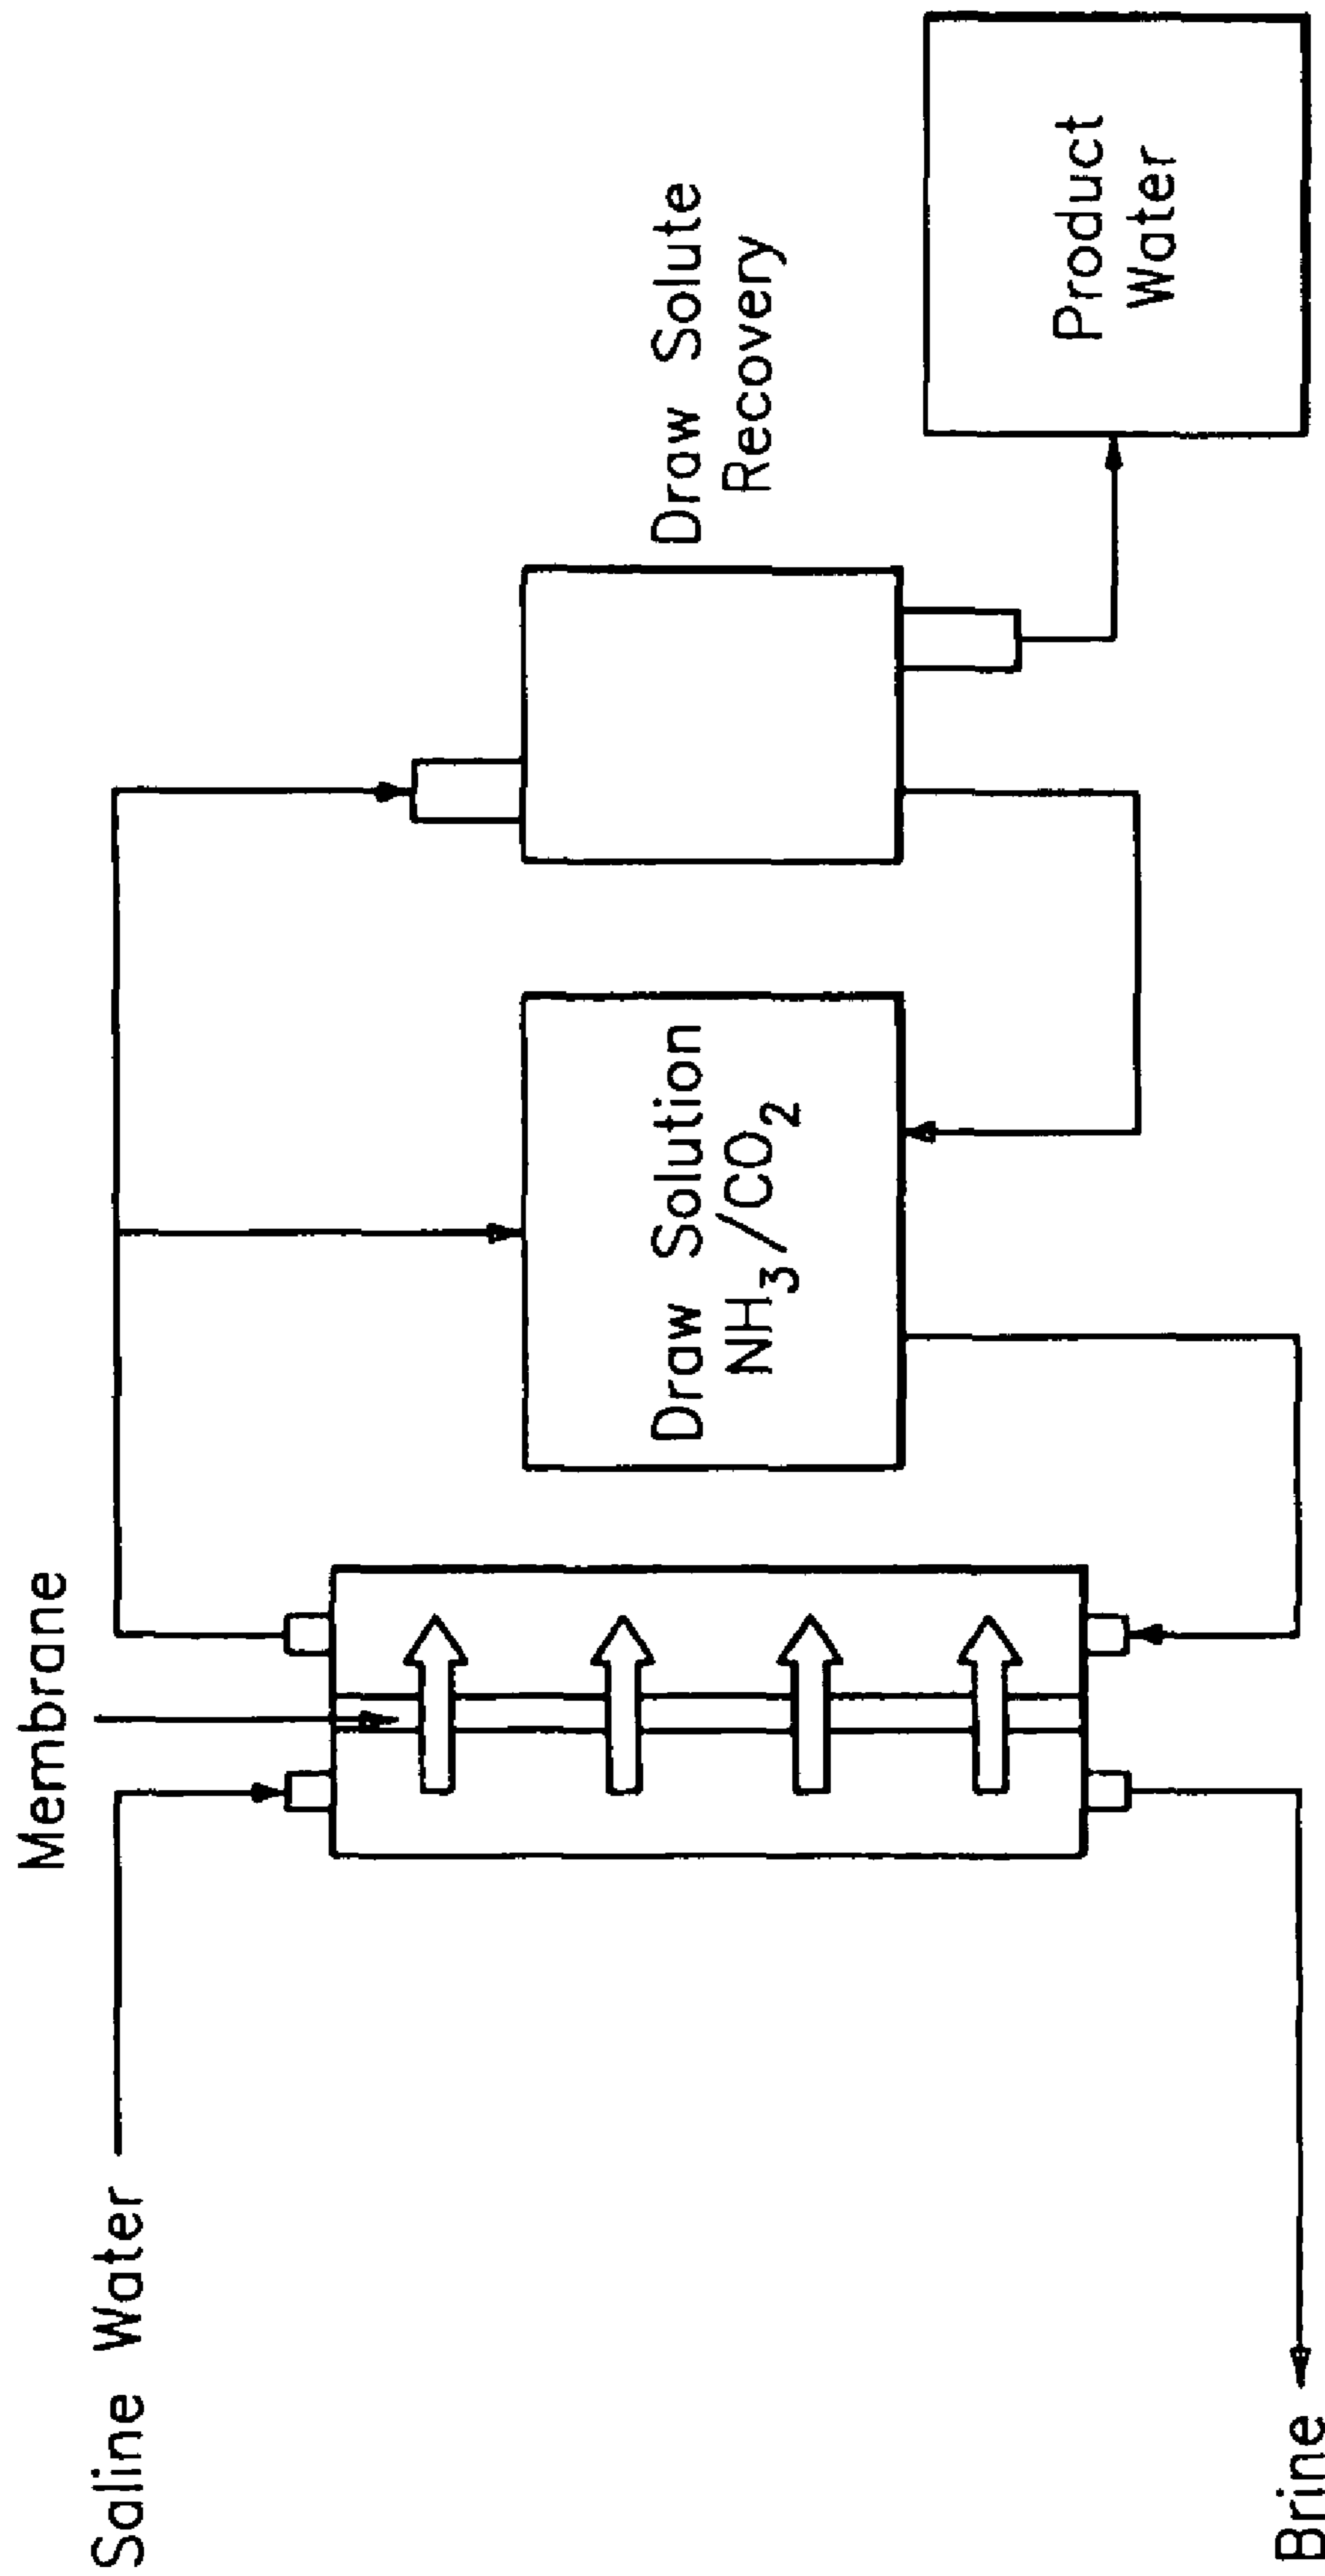 Saline Water
Membrane
Draw Solution
NH₃/CO₂
Draw Solute
Recovery
Product
Water
Brine